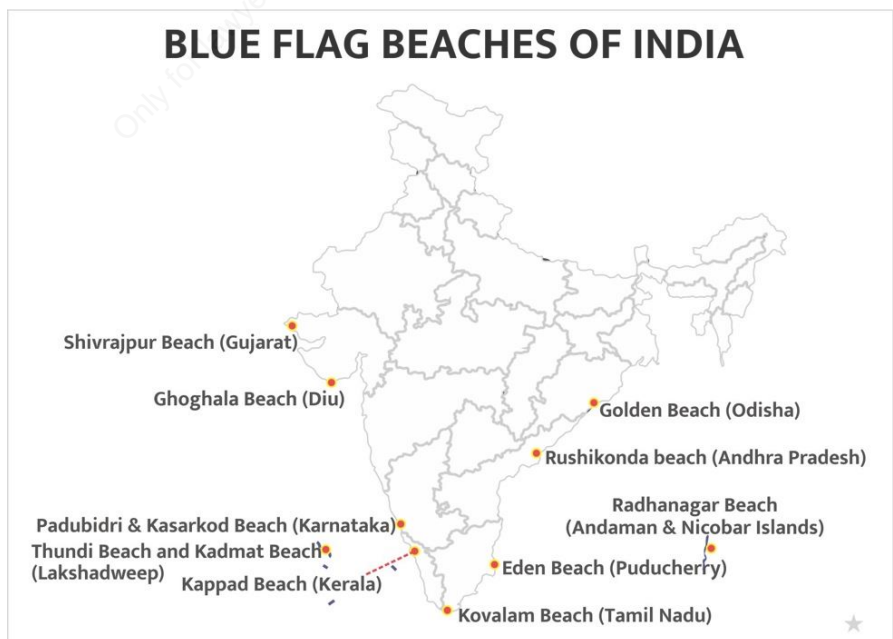 Only for
BLUE FLAG BEACHES OF INDIA
Shivrajpur Beach (Gujarat)
Ghoghala Beach (Diu)
Golden Beach (Odisha)
Rushikonda beach (Andhra Pradesh)
Radhanagar Beach
(Andaman & Nicobar Islands)
Padubidri & Kasarkod Beach (Karnataka)
Thundi Beach and Kadmat Beach
(Lakshadweep)
Kappad Beach (Kerala)
Eden Beach (Puducherry)
Kovalam Beach (Tamil Nadu)